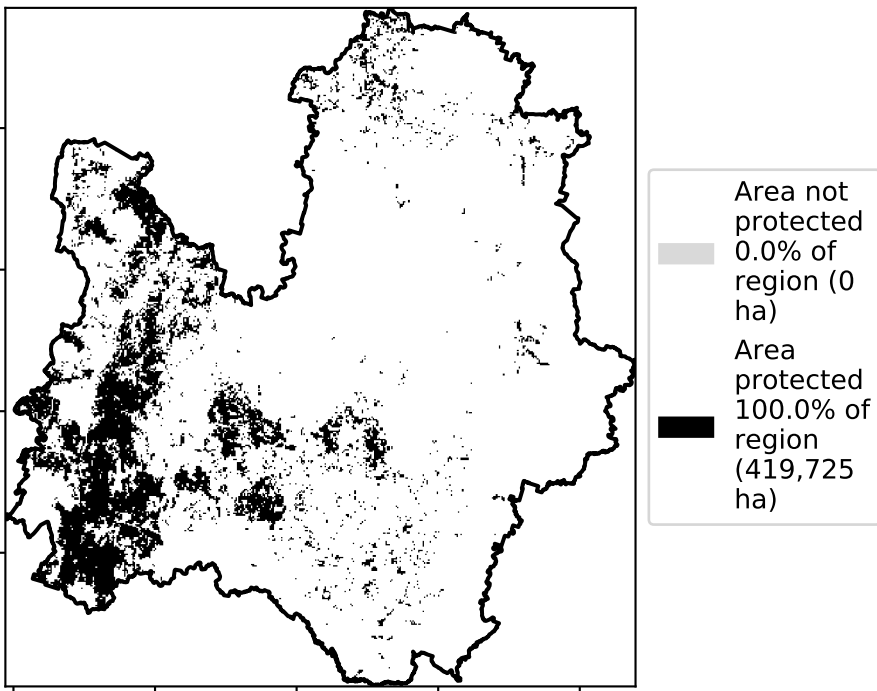 Area not
protected
0.0% of
region (0
ha)
Area
protected
100.0% of
region
(419,725
ha)